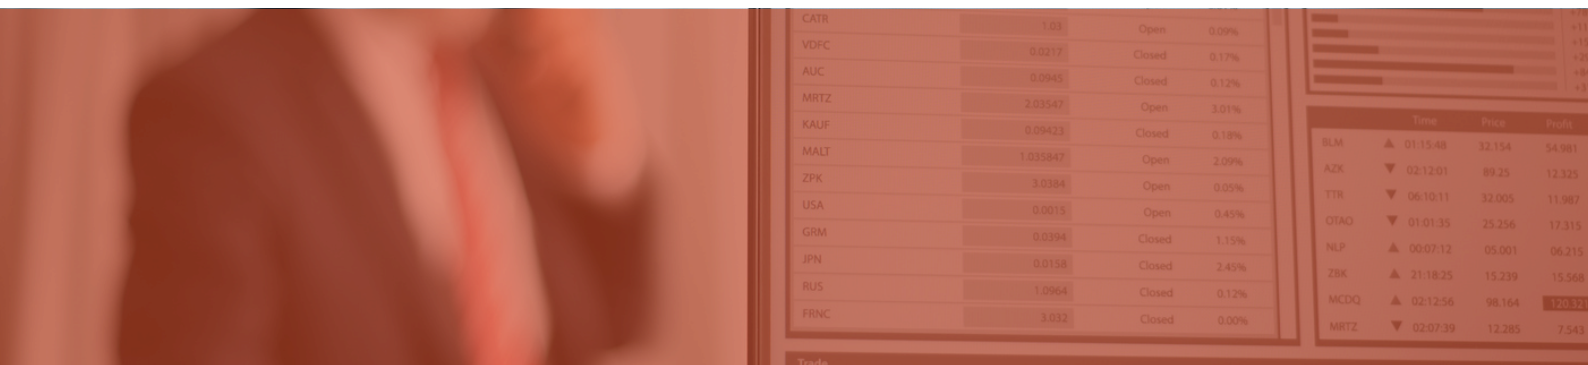 CATR 1.03 Open 0.09%
VDFC 0.0217 Closed 0.17%
AUC 0.0945 Closed 0.12%
MRTZ 2.03547 Open 3.01%
KAUF 0.09423 Closed 0.18%
MALT 1.035847 Open 2.09%
ZPK 3.0384 Open 0.05%
USA 0.0015 Open 0.45%
GRM 0.0394 Closed 1.15%
JPN 0.0158 Closed 2.45%
RUS 1.0964 Closed 0.12%
FRNC 3.032 Closed 0.00%
Trade
Time Price Profit
BLM ▲ 01:15:48 32.154 54.981
AZK ▼ 02:12:01 89.25 12.325
TTR ▼ 06:10:11 32.005 11.987
OTAO ▼ 01:01:35 25.256 17.315
NLP ▲ 00:07:12 05.001 06.215
ZBK ▲ 21:18:25 15.239 15.568
MCDQ ▲ 02:12:56 98.164 120.321
MRTZ ▼ 02:07:39 12.285 7.543